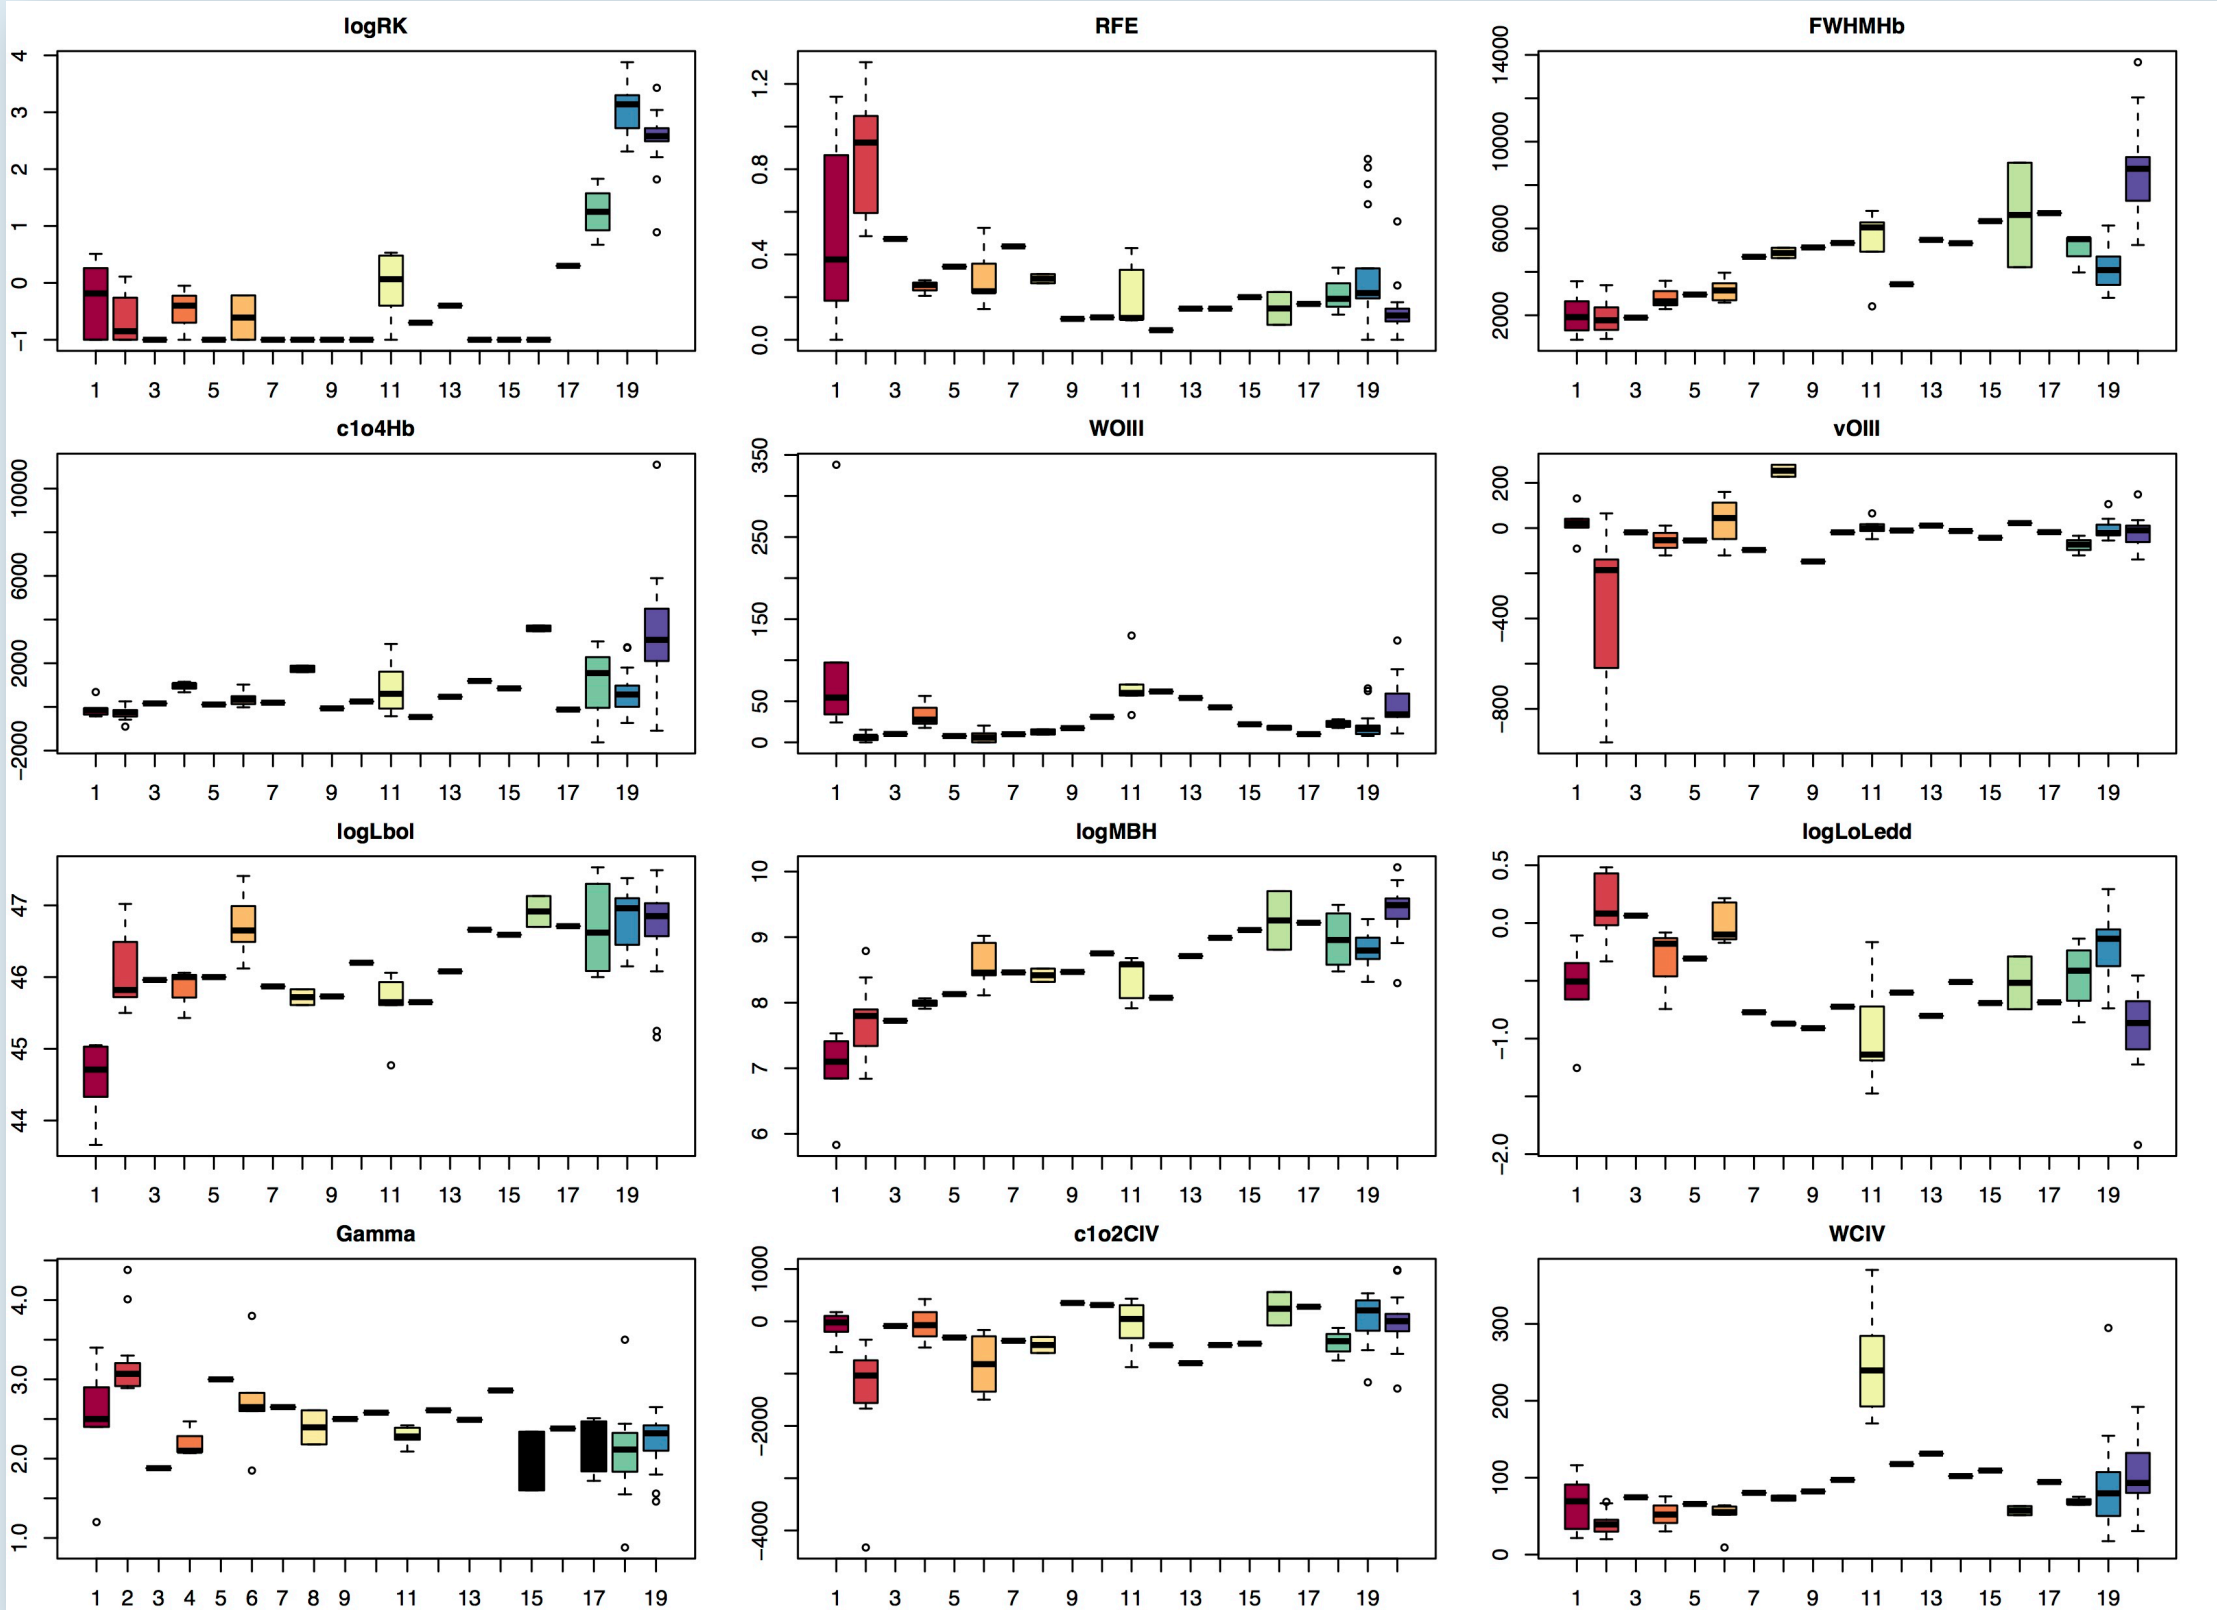 logRK RFE FWHMHb
4 3 2 1 0 −1
1 3 5 7 9 11 13 15 17 19
1.2 0.8 0.4 0.0
1 3 5 7 9 11 13 15 17 19
14000 10000 6000 2000
1 3 5 7 9 11 13 15 17 19
c1o4Hb WOIII vOIII
10000 6000 2000 −2000
1 3 5 7 9 11 13 15 17 19
350 250 150 50 0
1 3 5 7 9 11 13 15 17 19
200 0 −400 −800
1 3 5 7 9 11 13 15 17 19
logLbol logMBH logLoLedd
47 46 45 44
1 3 5 7 9 11 13 15 17 19
10 9 8 7 6
1 3 5 7 9 11 13 15 17 19
0.5 0.0 −1.0 −2.0
1 3 5 7 9 11 13 15 17 19
Gamma c1o2CIV WCIV
4.0 3.0 2.0 1.0
1 2 3 4 5 6 7 8 9 11 13 15 17 19
1000 0 −2000 −4000
1 3 5 7 9 11 13 15 17 19
300 200 100 0
1 3 5 7 9 11 13 15 17 19